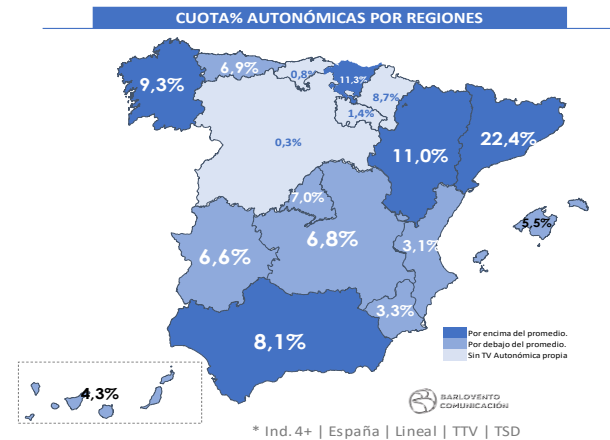 CUOTA% AUTONÓMICAS POR REGIONES
9,3%
6,9%
0,8%
11,3%
8,7%
1,4%
0,3%
11,0%
22,4%
7,0%
6,8%
6,6%
3,1%
5,5%
3,3%
8,1%
4,3%
Por encima del promedio.
Por debajo del promedio.
Sin TV Autonómica propia
BARLOVENTO
COMUNICACIÓN
* Ind. 4+ | España | Lineal | TTV | TSD